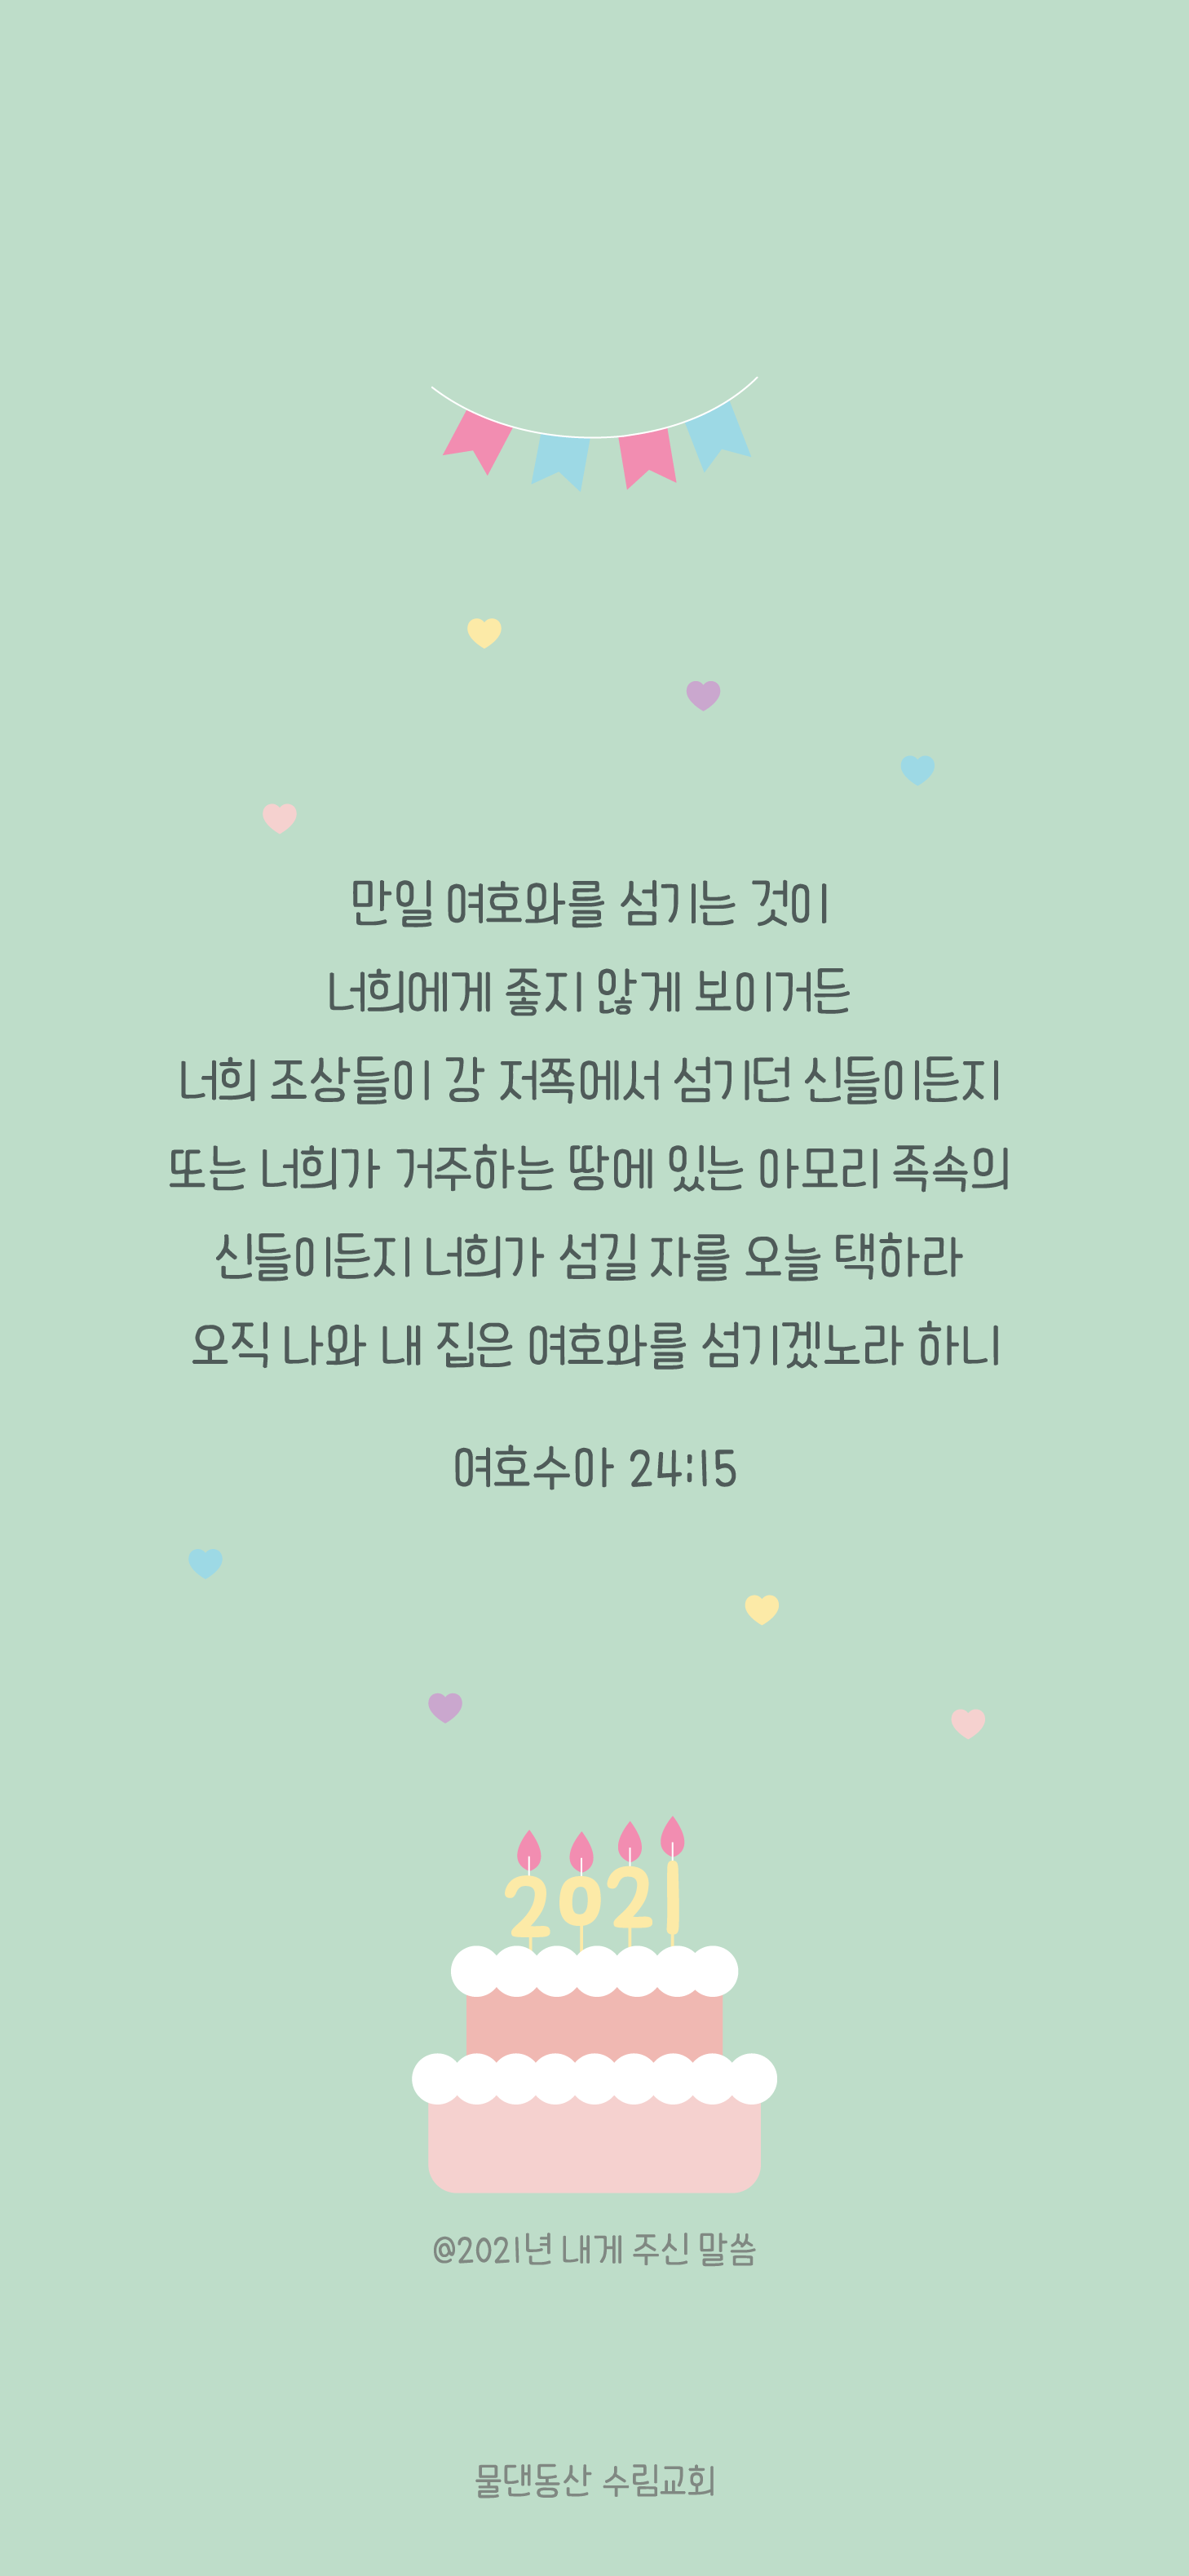 만일 여호와를 섬기는 것이
너희에게 좋지 않게 보이거든
너희 조상들이 강 저쪽에서 섬기던 신들이든지
또는 너희가 거주하는 땅에 있는 아모리 족속의
신들이든지 너희가 섬길 자를 오늘 택하라
오직 나와 내 집은 여호와를 섬기겠노라 하니
여호수아 24:15
2021
@2021년 내게 주신 말씀
물댄동산 수림교회